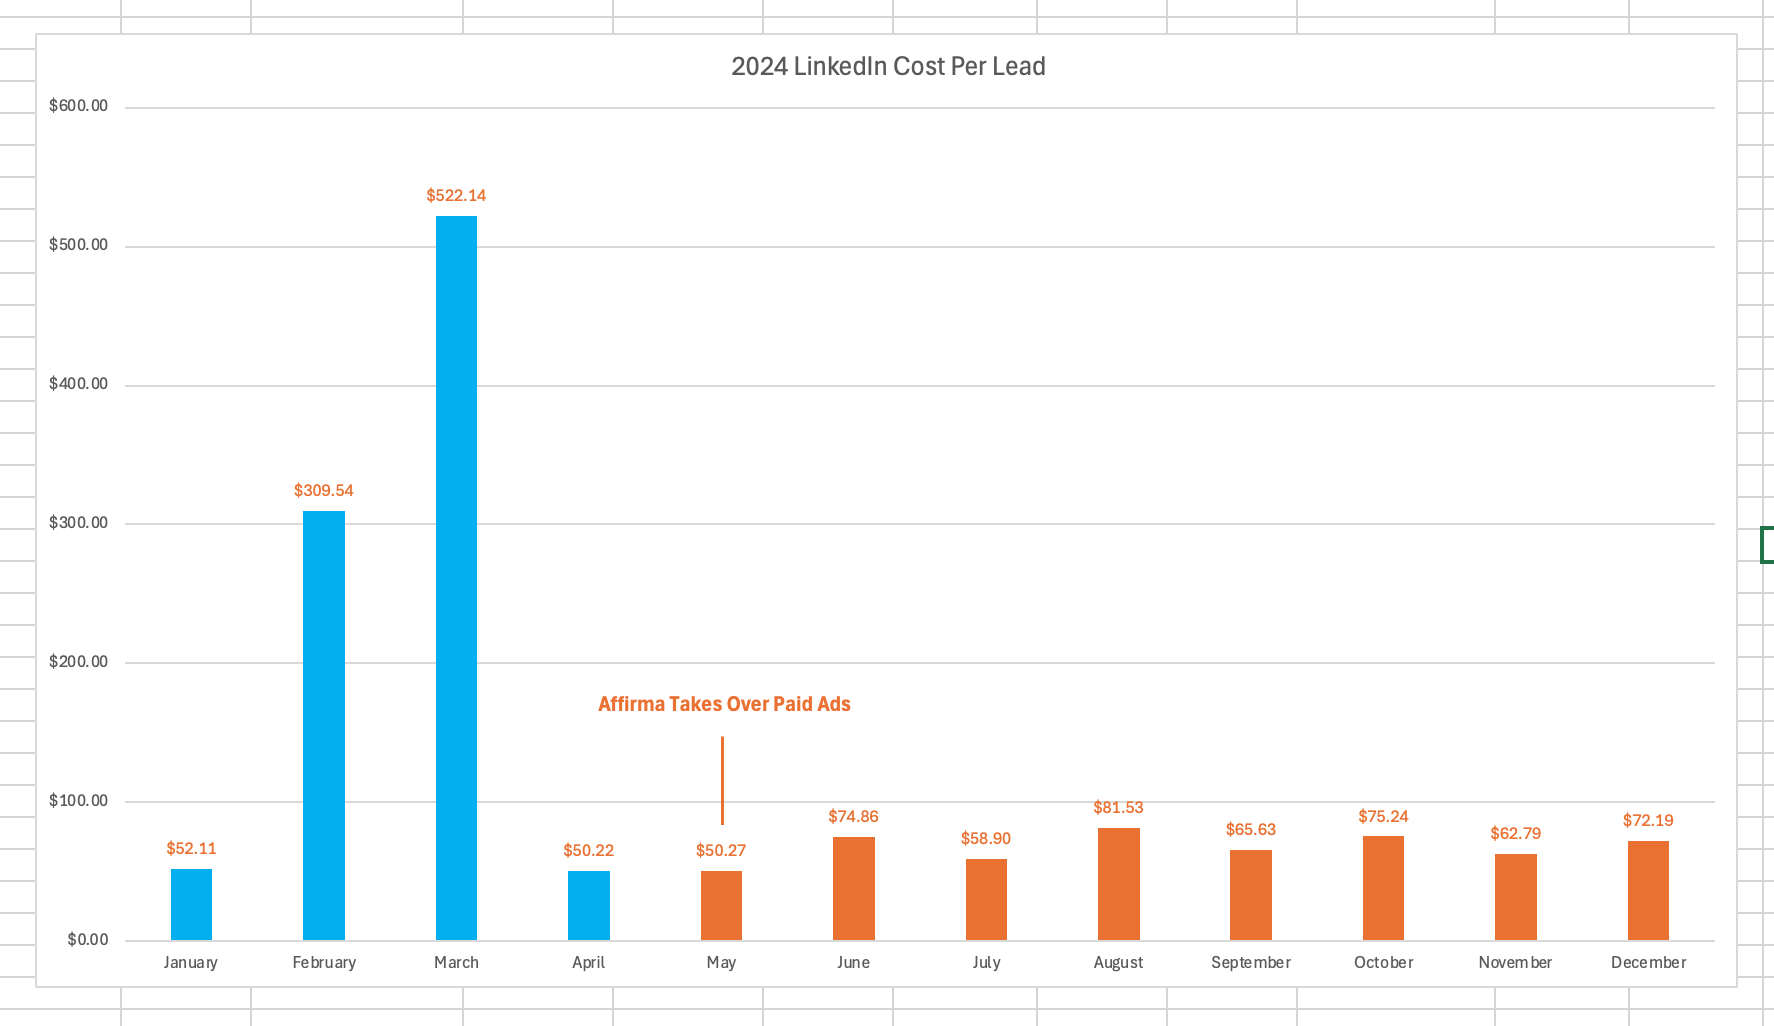 2024 LinkedIn Cost Per Lead
$600.00
$500.00
$400.00
$300.00
$200.00
$100.00
$0.00
$52.11
$309.54
$522.14
$50.22
$50.27
$74.86
$58.90
$81.53
$65.63
$75.24
$62.79
$72.19
Affirma Takes Over Paid Ads
January
February
March
April
May
June
July
August
September
October
November
December